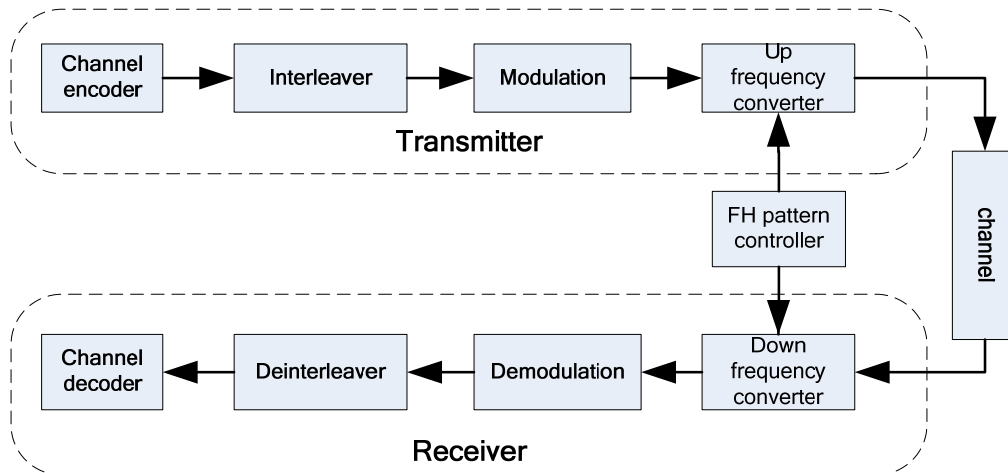 Channel
encoder
Interleaver
Modulation
Up
frequency
converter
Transmitter
FH pattern
controller
channel
Channel
decoder
Deinterleaver
Demodulation
Down
frequency
converter
Receiver